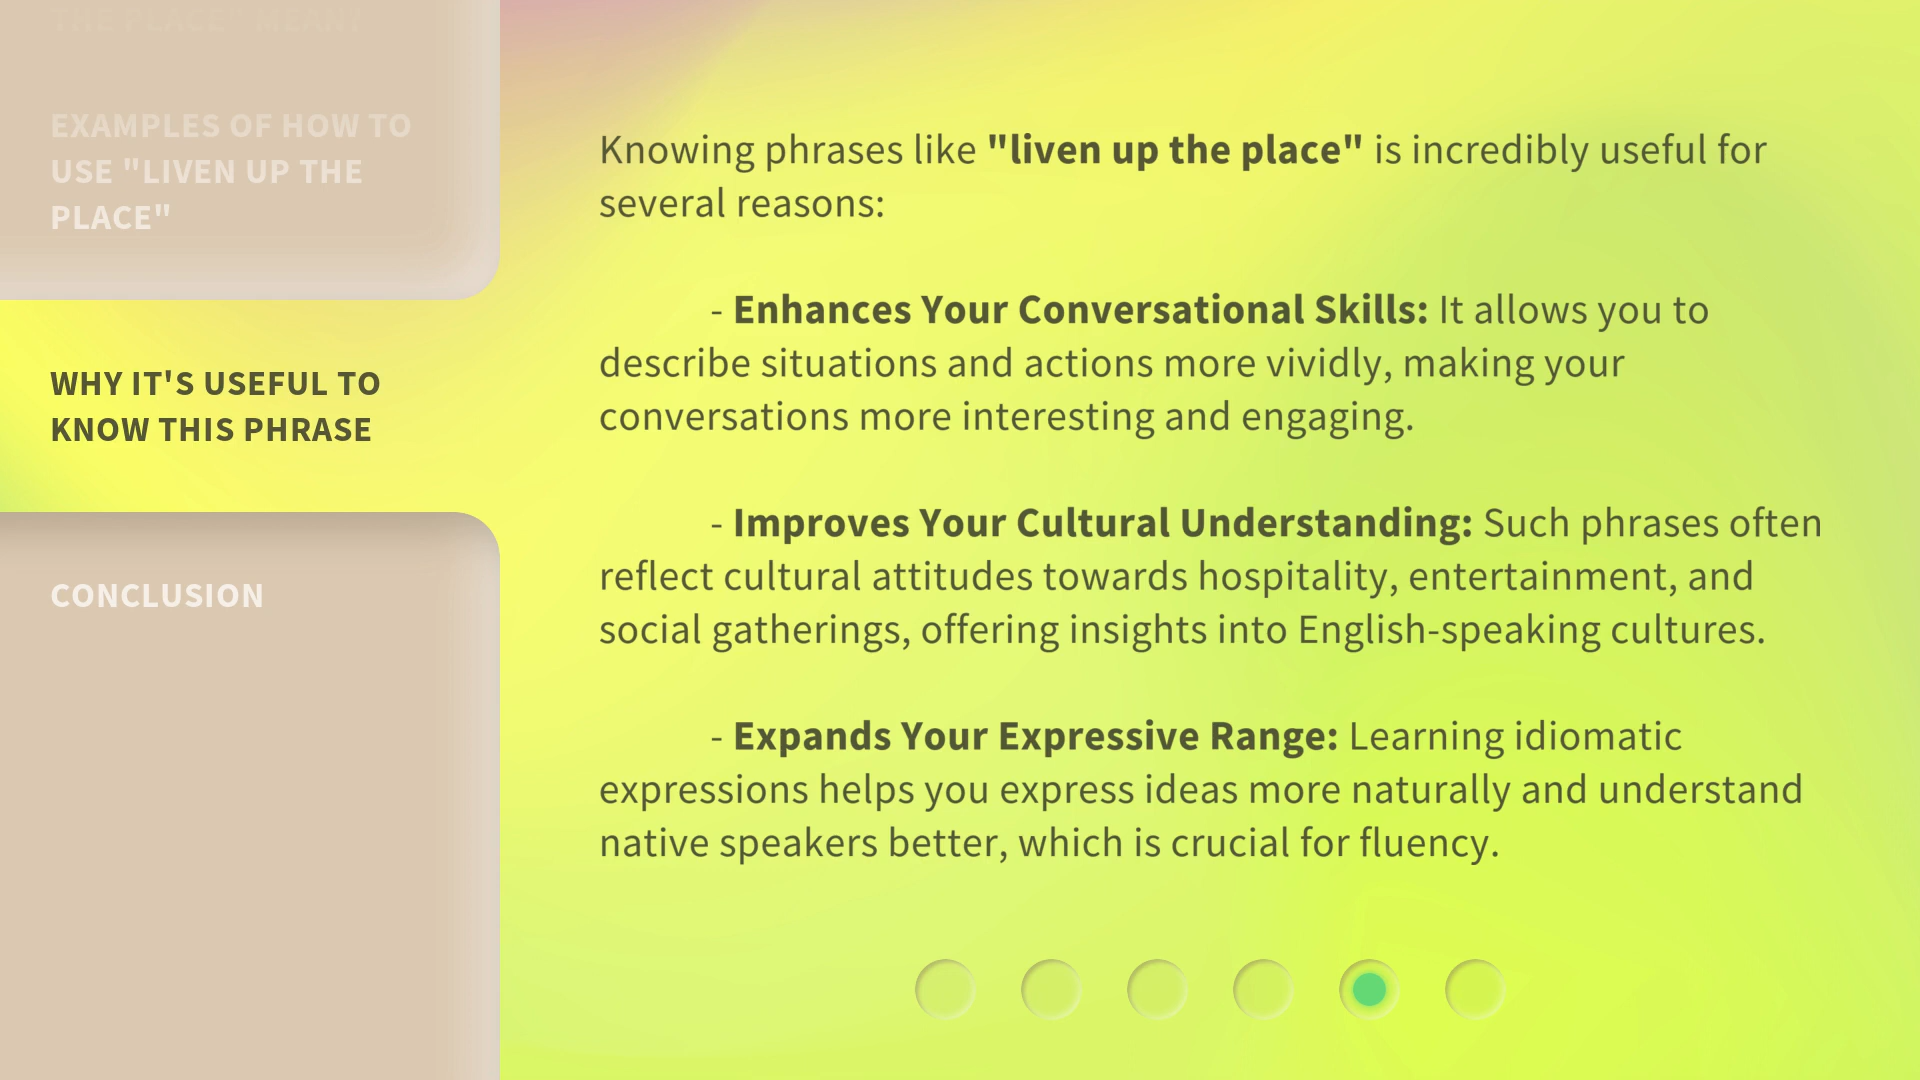 THE PLACE" MEAN?
EXAMPLES OF HOW TO
USE "LIVEN UP THE
PLACE"
WHY IT'S USEFUL TO
KNOW THIS PHRASE
CONCLUSION
Knowing phrases like "liven up the place" is incredibly useful for
several reasons:
- Enhances Your Conversational Skills: It allows you to
describe situations and actions more vividly, making your
conversations more interesting and engaging.
- Improves Your Cultural Understanding: Such phrases often
reflect cultural attitudes towards hospitality, entertainment, and
social gatherings, offering insights into English-speaking cultures.
- Expands Your Expressive Range: Learning idiomatic
expressions helps you express ideas more naturally and understand
native speakers better, which is crucial for fluency.